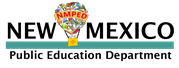 NMPED
NEW MEXICO
Public Education Department